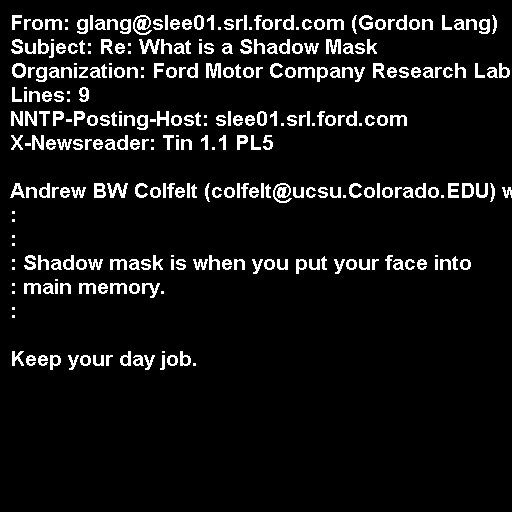 From: glang@slee01.srl.ford.com (Gordon Lang)
Subject: Re: What is a Shadow Mask
Organization: Ford Motor Company Research Lab
Lines: 9
NNTP-Posting-Host: slee01.srl.ford.com
X-Newsreader: Tin 1.1 PL5
Andrew BW Colfelt (colfelt@ucsu.Colorado.EDU) w
:
:
: Shadow mask is when you put your face into
: main memory.
:
Keep your day job.